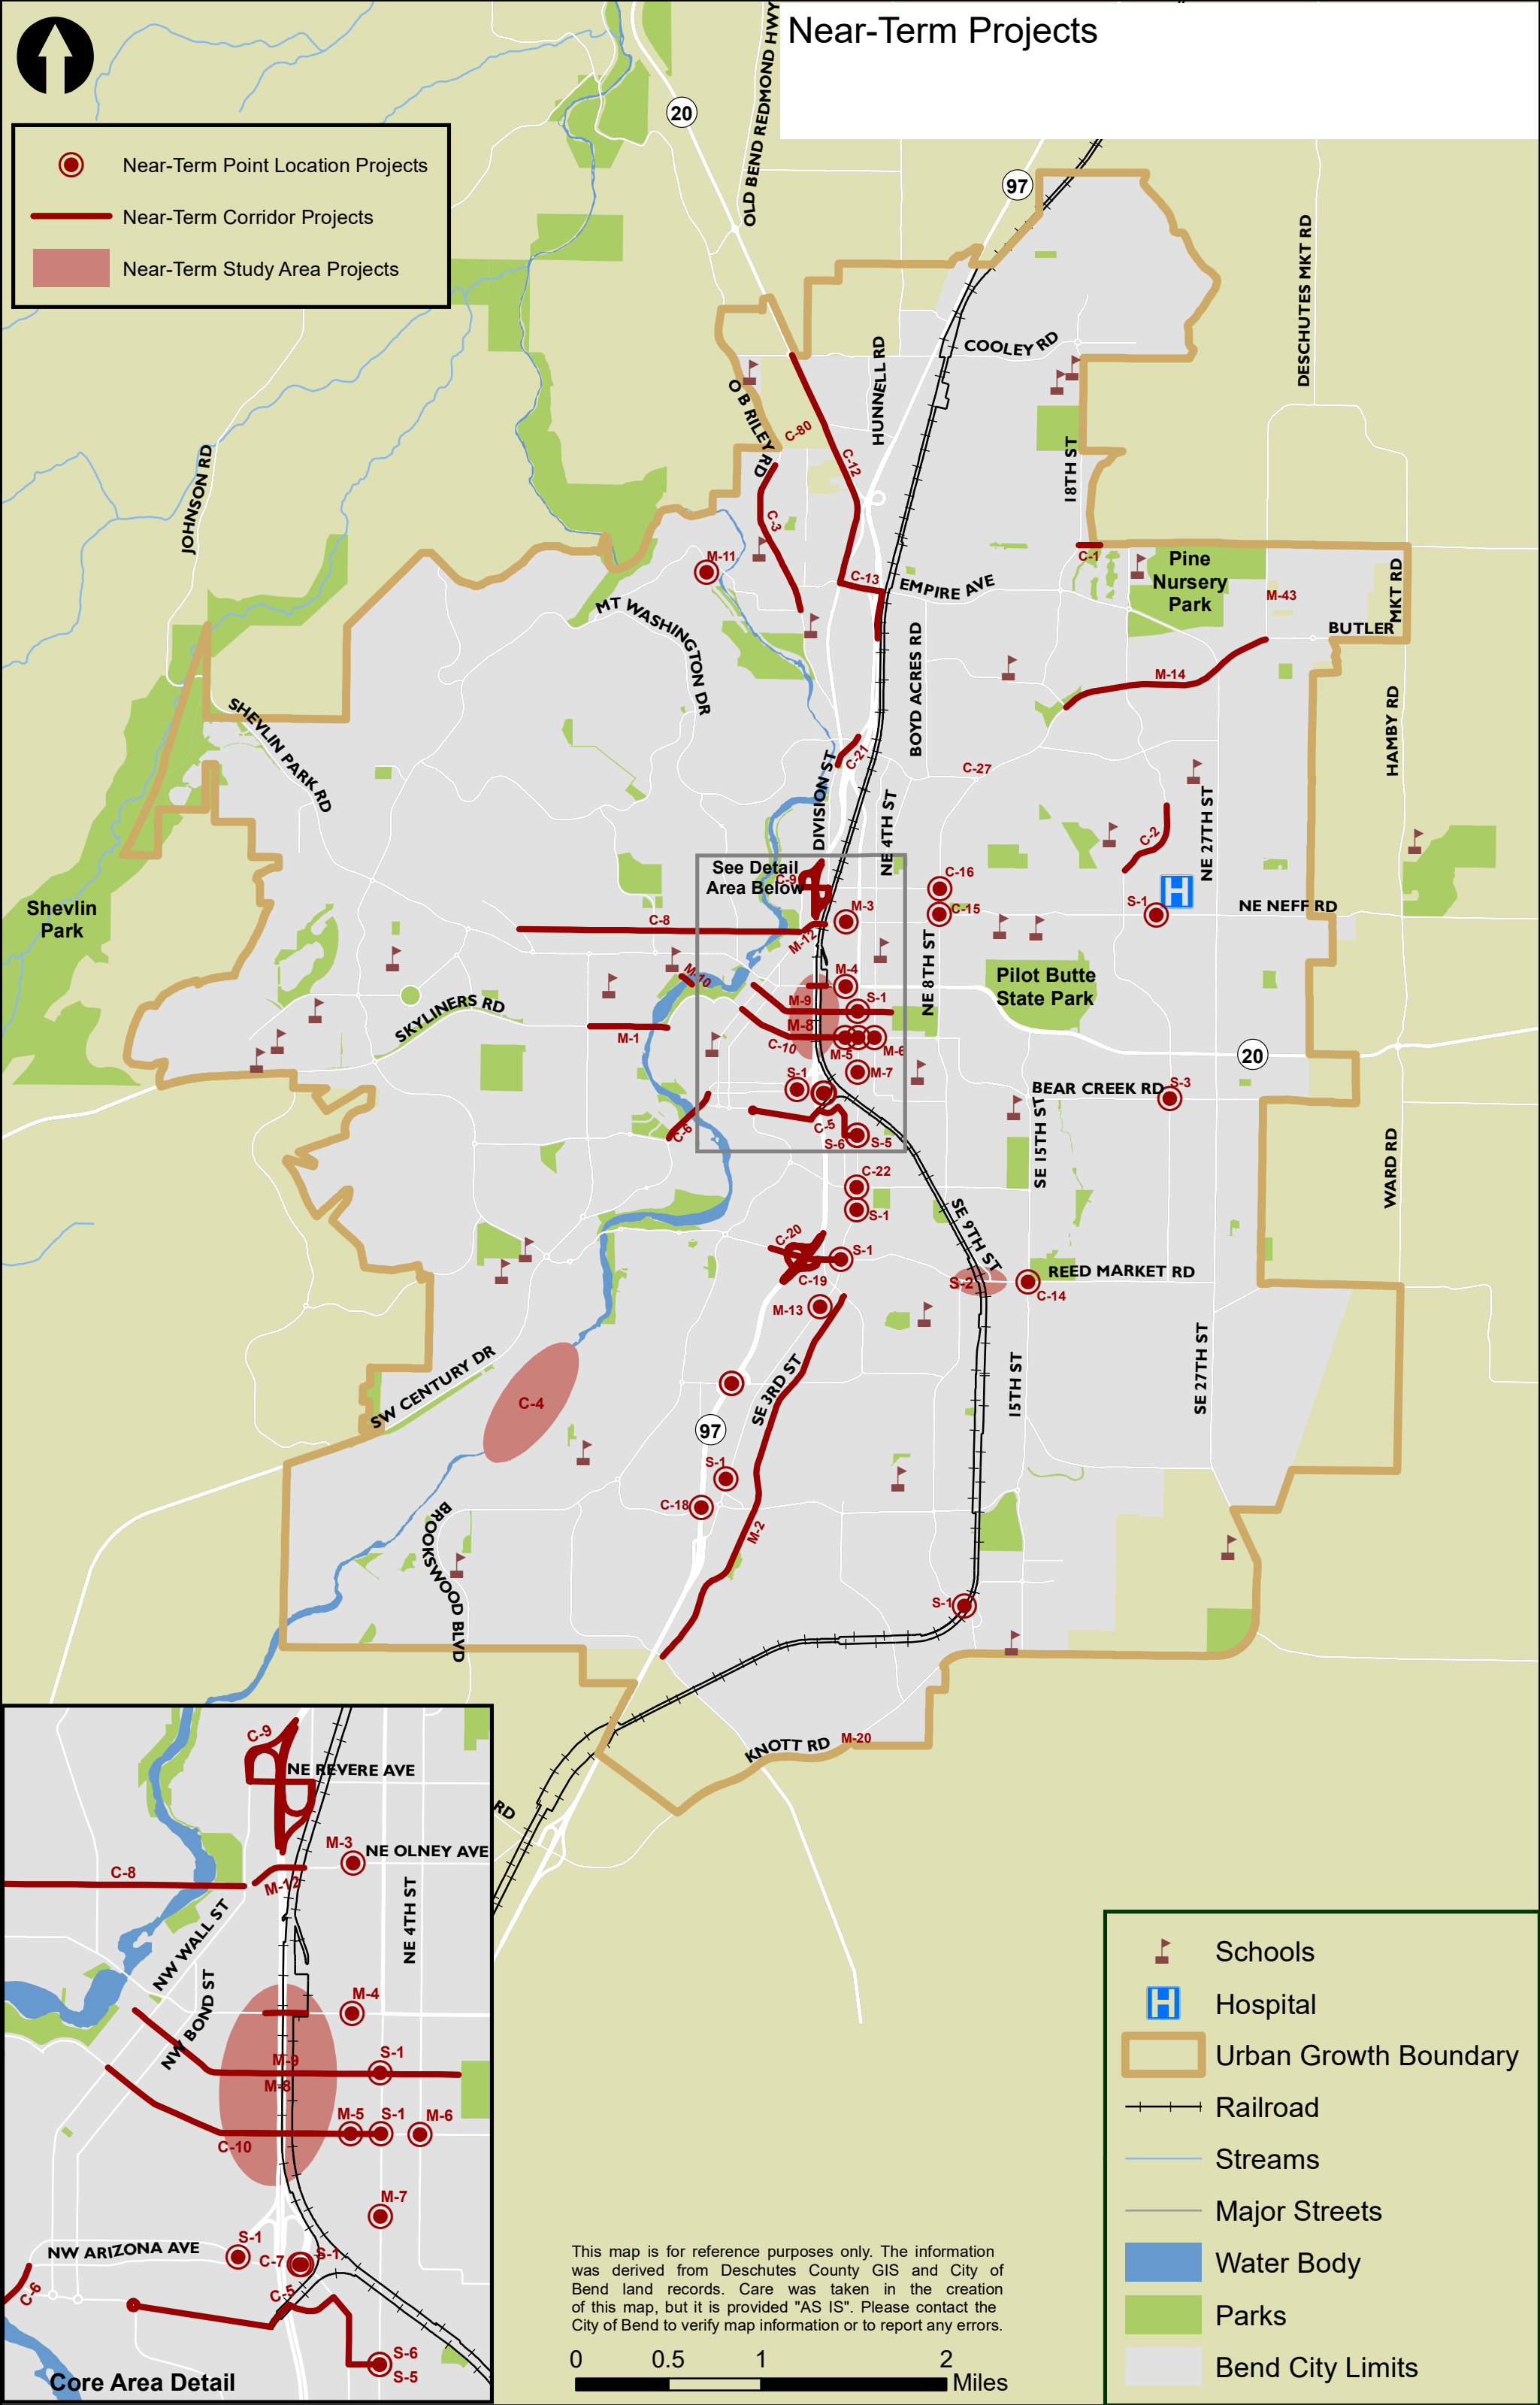 Near-Term Projects
20
OLD BEND REDMOND HWY
97
Near-Term Point Location Projects
Near-Term Corridor Projects
Near-Term Study Area Projects
DESCHUTES MKT RD
COOLEY RD
HUNNELL RD
O B RILEY RD
C-80
C-12
18TH ST
JOHNSON RD
C-3
M-11
C-13
EMPIRE AVE
C-1
Pine
Nursery
Park
M-43
MKT RD
BUTLER
MT WASHINGTON DR
BOYD ACRES RD
M-14
HAMBY RD
SHEVLIN PARK RD
C-21
C-27
DIVISION ST
NE 4TH ST
NE 27TH ST
C-2
See Detail
Area Below
C-9
C-16
C-15
M-3
S-1
H
NE NEFF RD
Shevlin
Park
C-8
M-12
NE 8TH ST
M-10
M-4
Pilot Butte
State Park
SKYLINERS RD
M-9
S-1
M-1
M-8
C-10
M-5
M-6
20
M-7
S-1
BEAR CREEK RD
S-3
C-6
C-5
S-6
S-5
SE 15TH ST
WARD RD
C-22
S-1
SE 9TH ST
C-20
S-1
C-19
S-2
REED MARKET RD
C-14
M-13
SW CENTURY DR
C-4
SE 3RD ST
15TH ST
SE 27TH ST
97
S-1
C-18
M-2
BROOKSWOOD BLVD
S-1
KNOTT RD
M-20
RD
C-9
NE REVERE AVE
M-3
NE OLNEY AVE
C-8
M-12
NW WALL ST
NE 4TH ST
NW BOND ST
M-4
M-9
S-1
M-8
M-5
S-1
M-6
C-10
M-7
NW ARIZONA AVE
S-1
C-7
S-1
C-6
C-5
S-6
S-5
Core Area Detail
This map is for reference purposes only. The information
was derived from Deschutes County GIS and City of
Bend land records. Care was taken in the creation
of this map, but it is provided "AS IS". Please contact the
City of Bend to verify map information or to report any errors.
0 0.5 1 2
Miles
Schools
H Hospital
Urban Growth Boundary
Railroad
Streams
Major Streets
Water Body
Parks
Bend City Limits